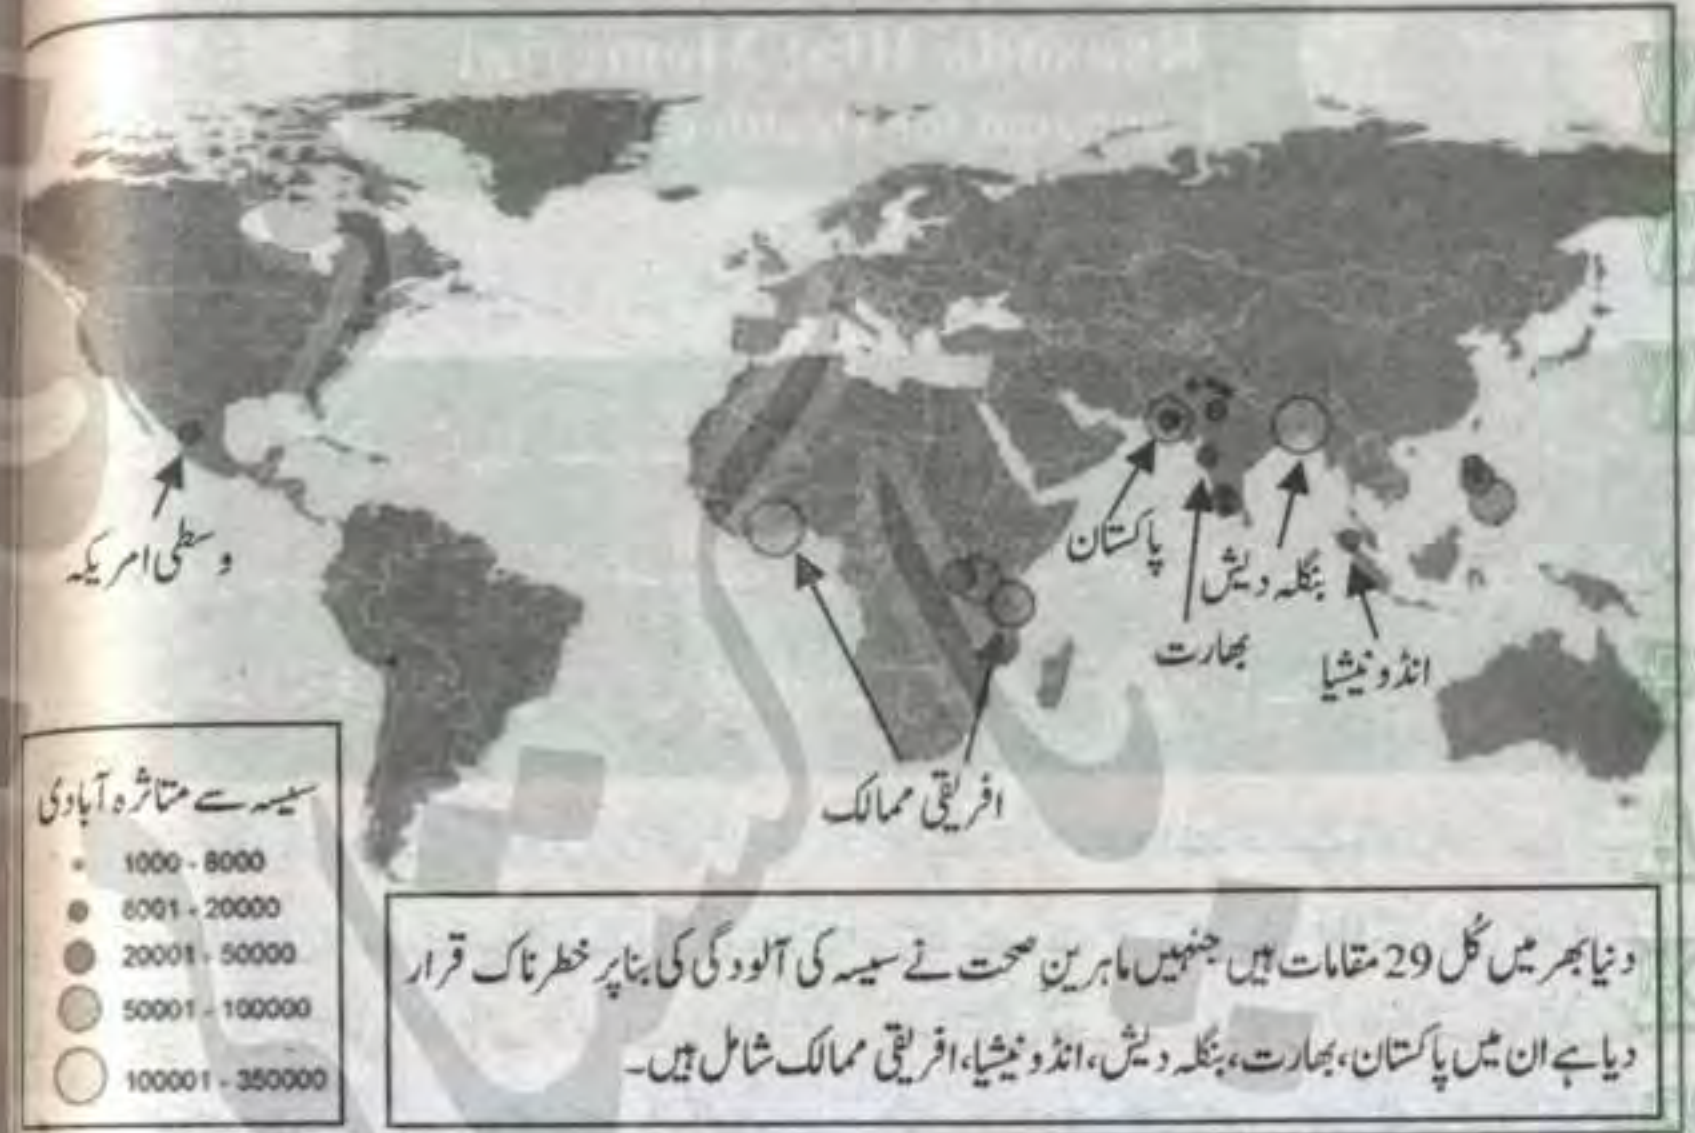 وسطی امریکہ
پاکستان
بنگلہ دیش
بھارت
انڈونیشیا
افریقی ممالک
سیسہ سے متاثرہ آبادی
1000 - 8000
8001 - 20000
20001 - 50000
50001 - 100000
100001 - 350000
دنیا بھر میں کُل 29 مقامات ہیں جنہیں ماہرینِ صحت نے سیسہ کی آلودگی کی بنا پر خطرناک قرار
دیا ہے ان میں پاکستان، بھارت، بنگلہ دیش، انڈونیشیا، افریقی ممالک شامل ہیں۔